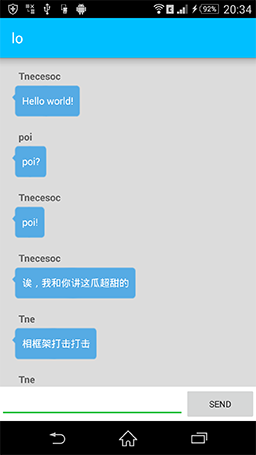 92% 20:34
lo
Tnecesoc
Hello world!
poi
poi?
Tnecesoc
poi!
Tnecesoc
诶，我和你讲这瓜超甜的
Tne
相框架打击打击
Tne
SEND